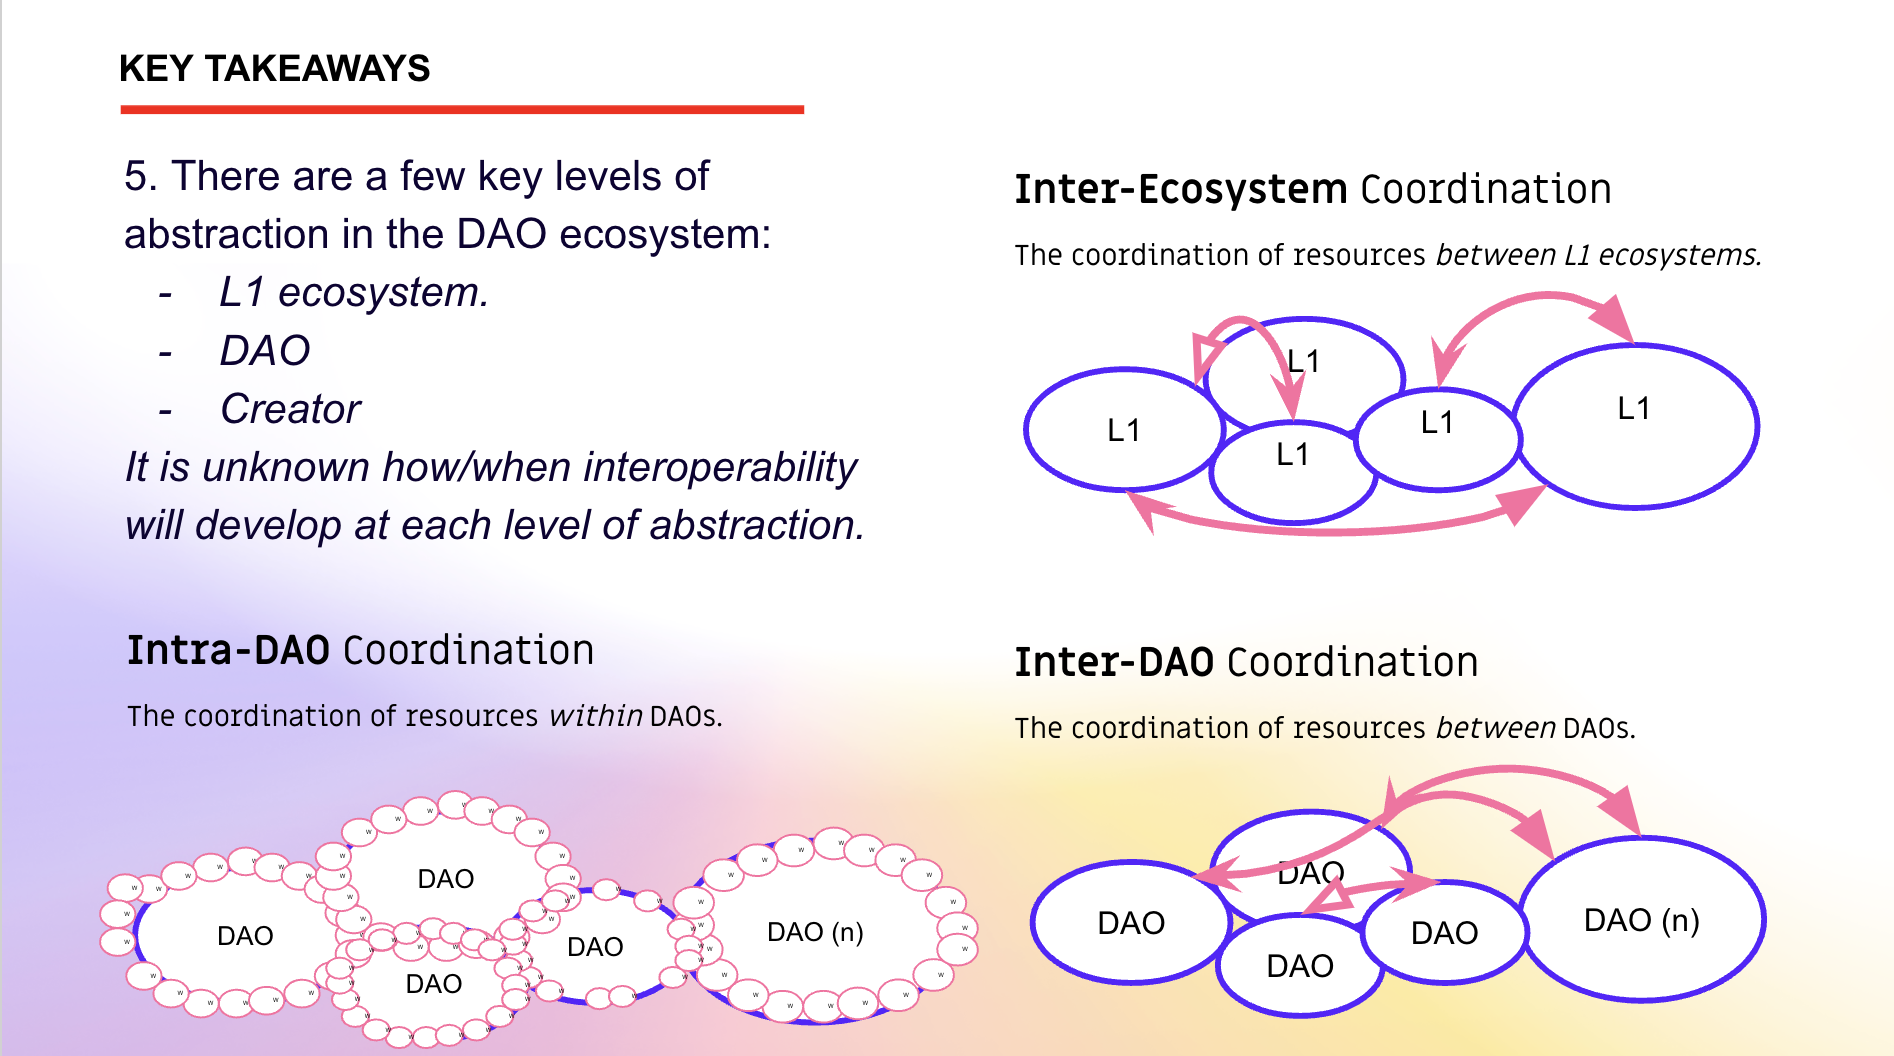 KEY TAKEAWAYS
5. There are a few key levels of
abstraction in the DAO ecosystem:
- L1 ecosystem.
- DAO
- Creator
It is unknown how/when interoperability
will develop at each level of abstraction.
Inter-Ecosystem Coordination
The coordination of resources between L1 ecosystems.
L1
L1
L1
L1
L1
Intra-DAO Coordination
The coordination of resources within DAOs.
DAO
DAO
DAO
DAO
DAO (n)
Inter-DAO Coordination
The coordination of resources between DAOs.
DAO
DAO
DAO
DAO
DAO (n)